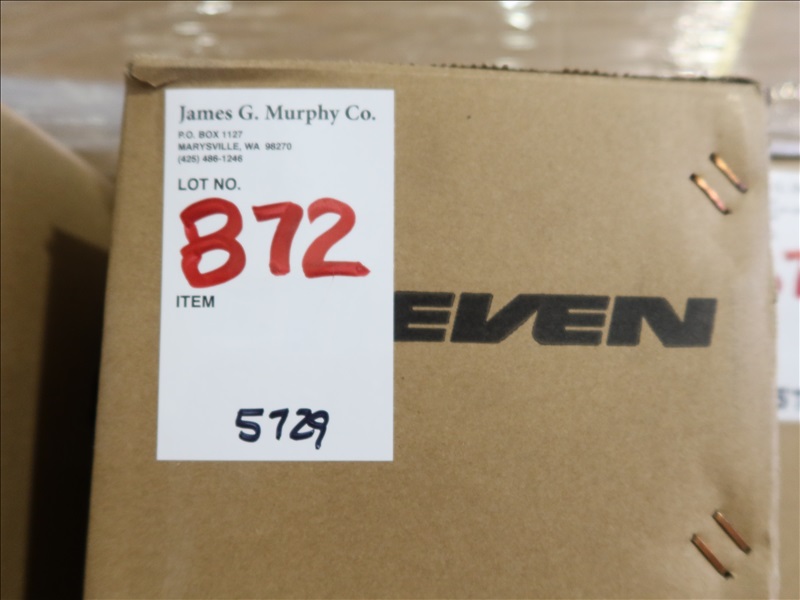 James G. Murphy Co.
P.O. BOX 1127
MARYSVILLE, WA 98270
(425) 486-1246
LOT NO.
872
ITEM
EVEN
5729